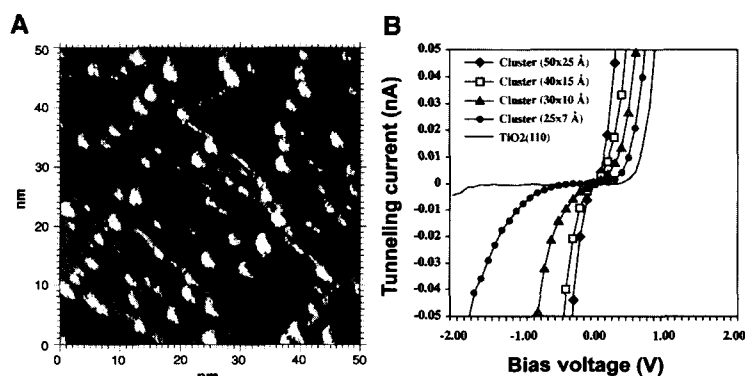 A
50
40
30
20
10
0
nm
0 10 20 30 40 50
nm
B
0.05
0.04
0.03
0.02
0.01
0
-0.01
-0.02
-0.03
-0.04
-0.05
Tunneling current (nA)
Cluster (50x25 Å)
Cluster (40x15 Å)
Cluster (30x10 Å)
Cluster (25x7 Å)
TiO2(110)
-2.00 -1.00 0.00 1.00 2.00
Bias voltage (V)